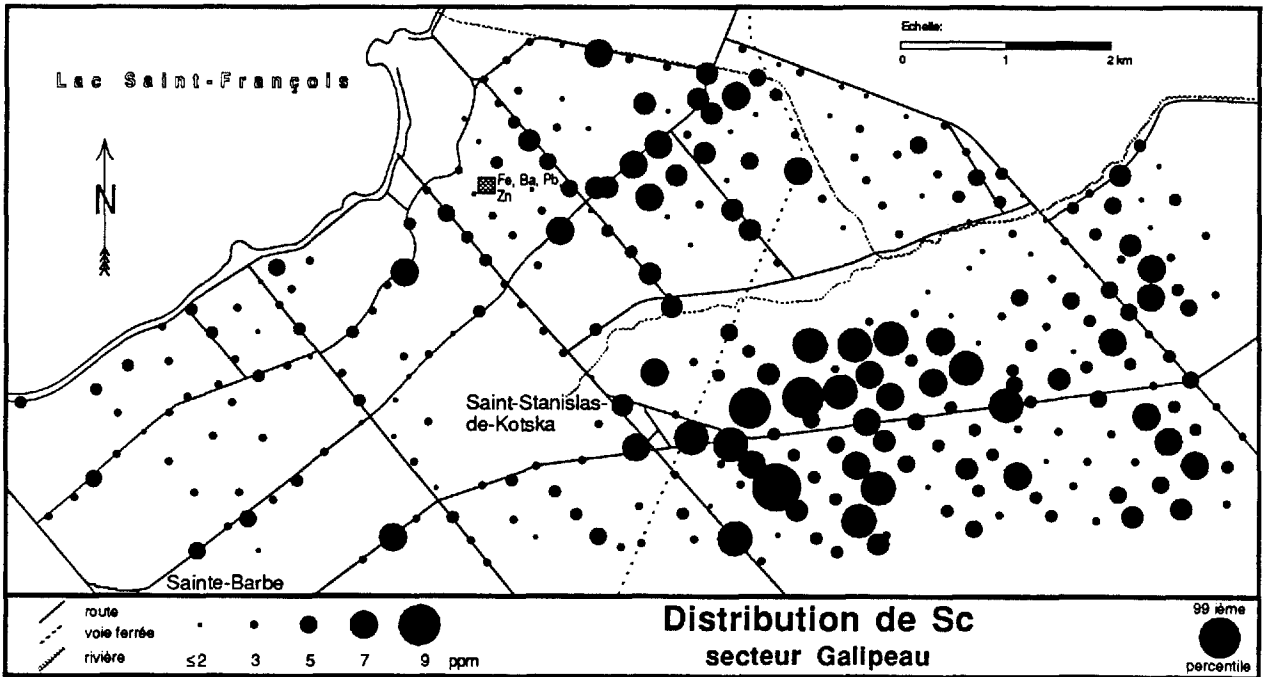 Echelle:
0 1 2 km
Lac Saint-François
N
Fe, Ba, Pb
Zn
Saint-Stanislas-
de-Kotska
Sainte-Barbe
route
voie ferrée
rivière
≤2 3 5 7 9 ppm
Distribution de Sc
secteur Galipeau
99 ième
percentile